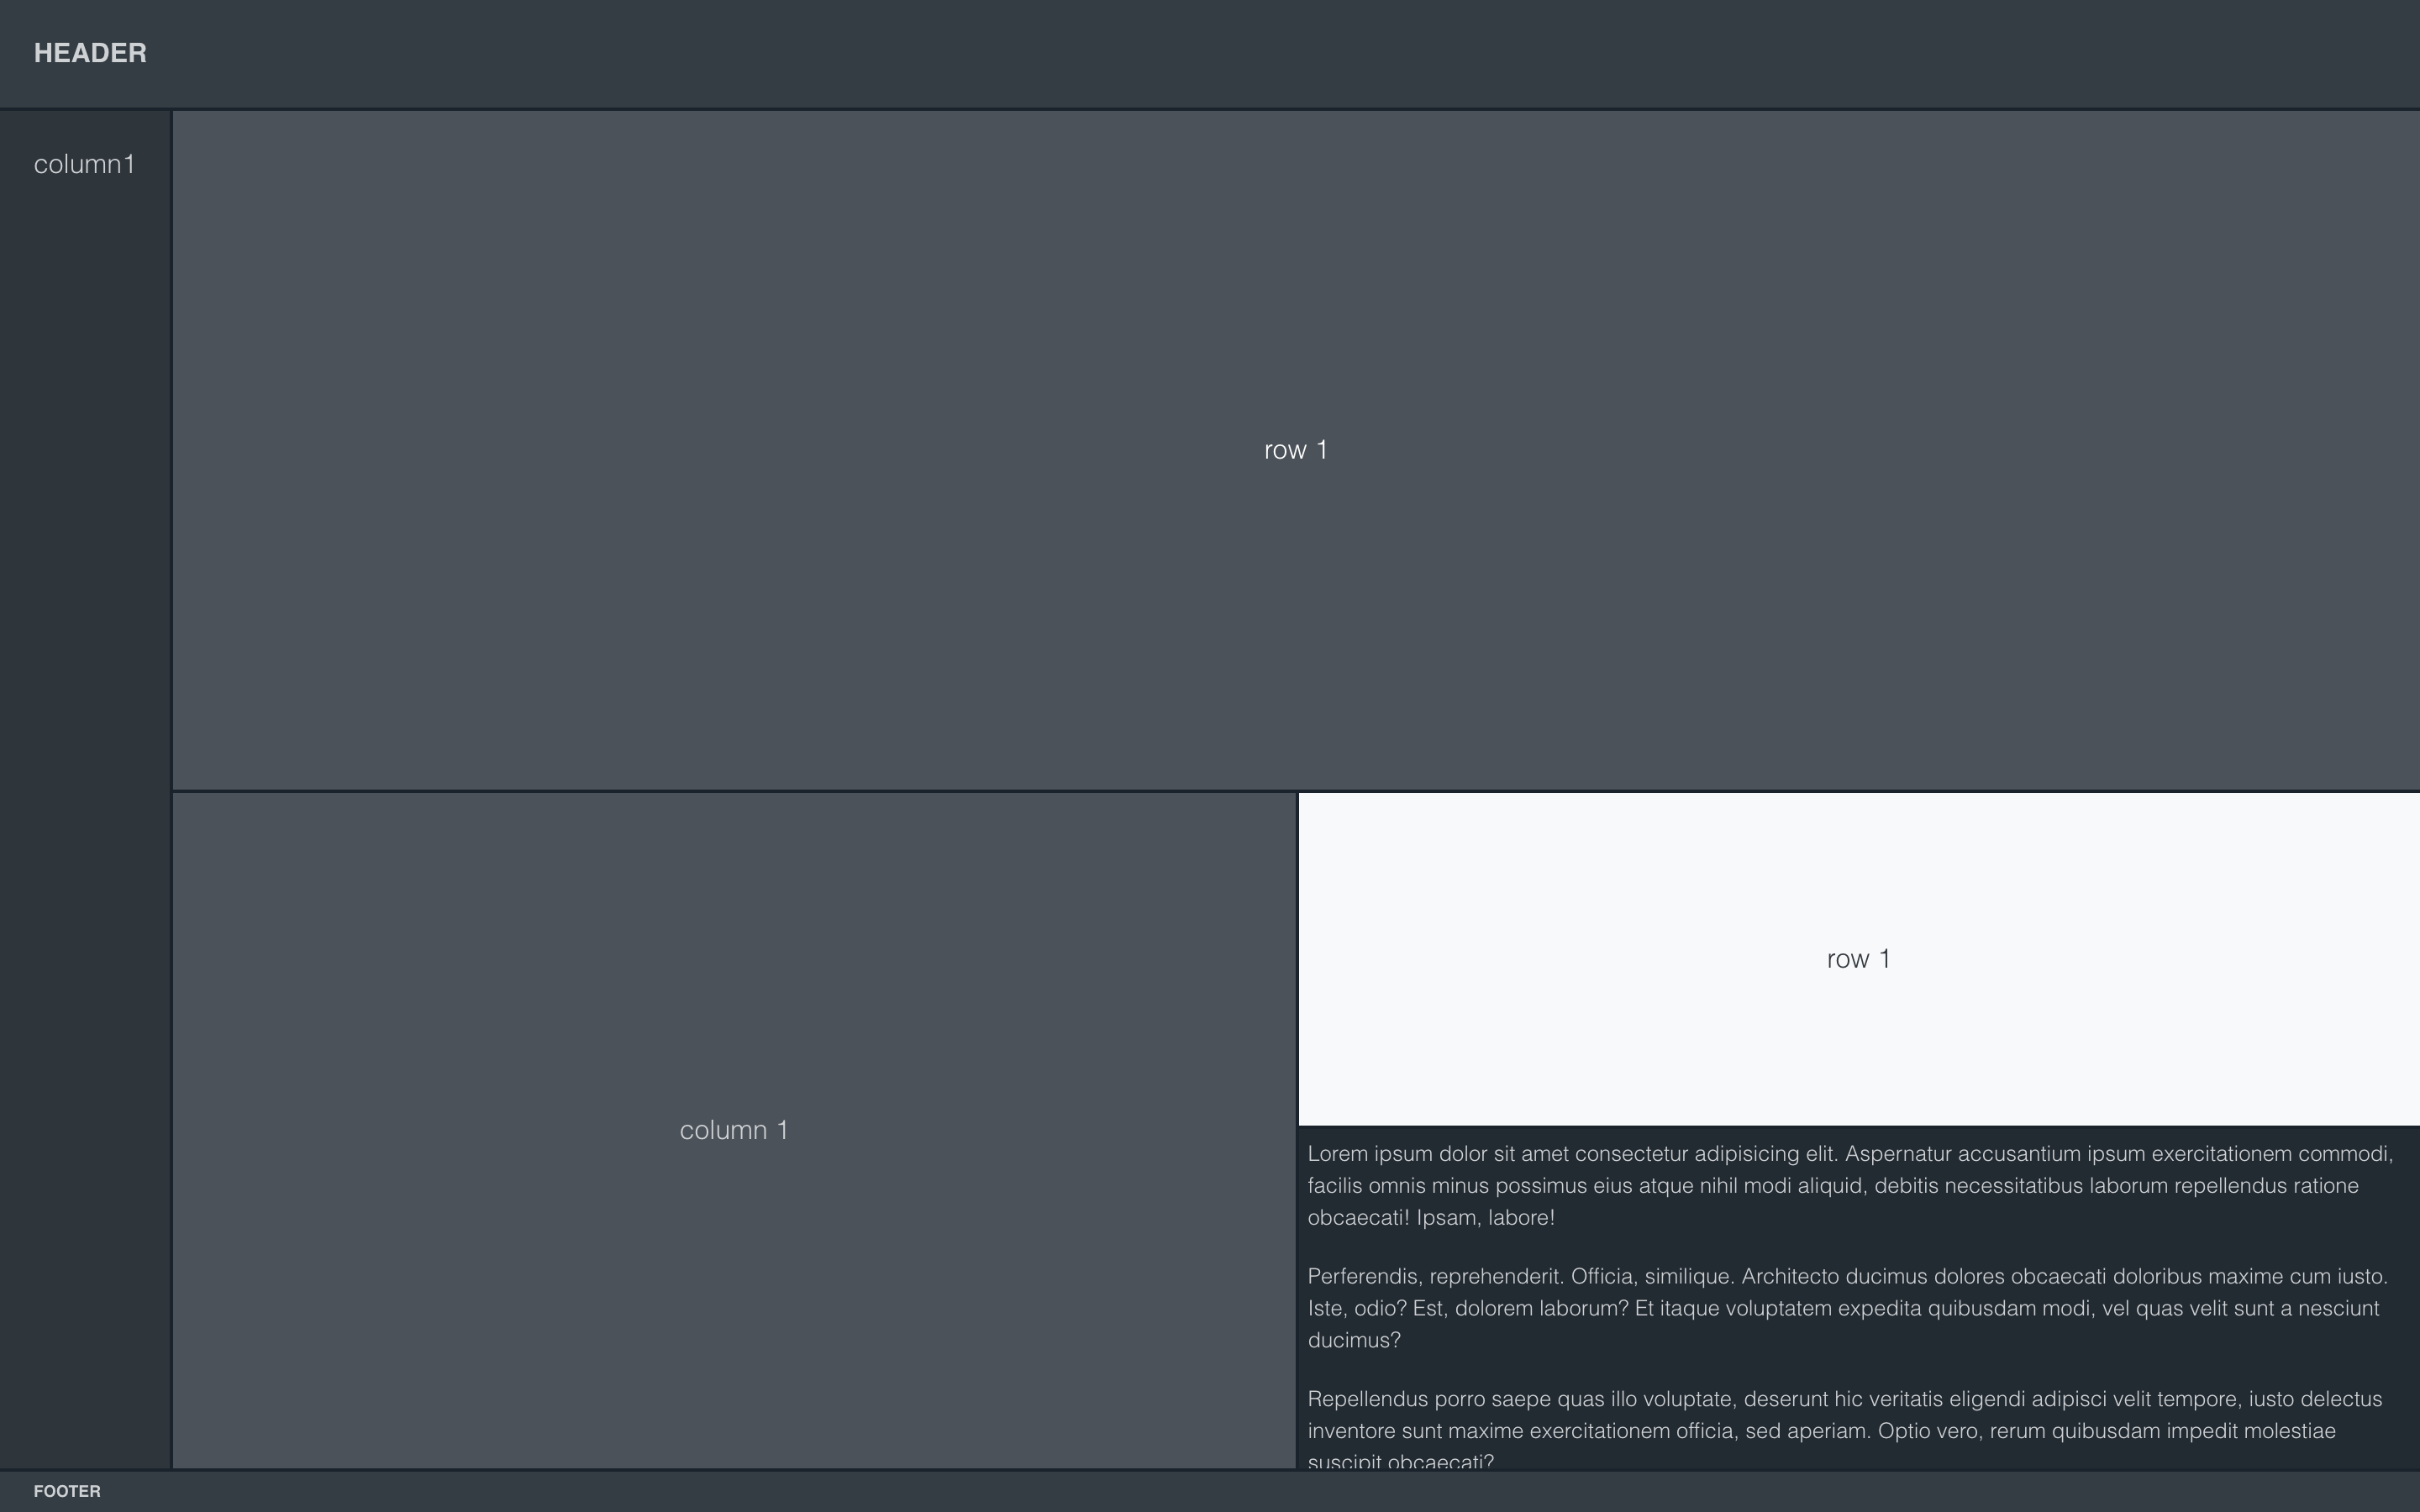 HEADER
column1
row 1
column 1
row 1
Lorem ipsum dolor sit amet consectetur adipisicing elit. Aspernatur accusantium ipsum exercitationem commodi,
facilis omnis minus possimus eius atque nihil modi aliquid, debitis necessitatibus laborum repellendus ratione
obcaecati! Ipsam, labore!
Perferendis, reprehenderit. Officia, similique. Architecto ducimus dolores obcaecati doloribus maxime cum iusto.
Iste, odio? Est, dolorem laborum? Et itaque voluptatem expedita quibusdam modi, vel quas velit sunt a nesciunt
ducimus?
Repellendus porro saepe quas illo voluptate, deserunt hic veritatis eligendi adipisci velit tempore, iusto delectus
inventore sunt maxime exercitationem officia, sed aperiam. Optio vero, rerum quibusdam impedit molestiae
suscipit obcaecati?
FOOTER